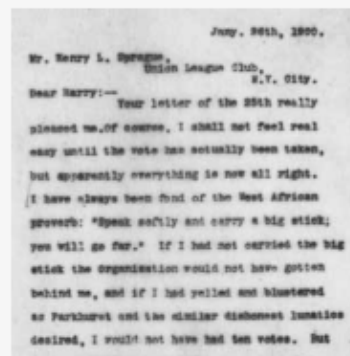 Jany. 26th, 1900.
Mr. Henry L. Sprague,
Union League Club,
N.Y. City.
Dear Harry:—
Your letter of the 25th really
pleased me.Of course, I shall not feel real
easy until the vote has actually been taken,
but apparently everything is now all right.
I have always been fond of the West African
proverb: "Speak softly and carry a big stick;
you will go far." If I had not carried the big
stick the Organization would not have gotten
behind me, and if I had yelled and blustered
as Parkhurst and the similar dishonest lunatics
desired, I would not have had ten votes. But